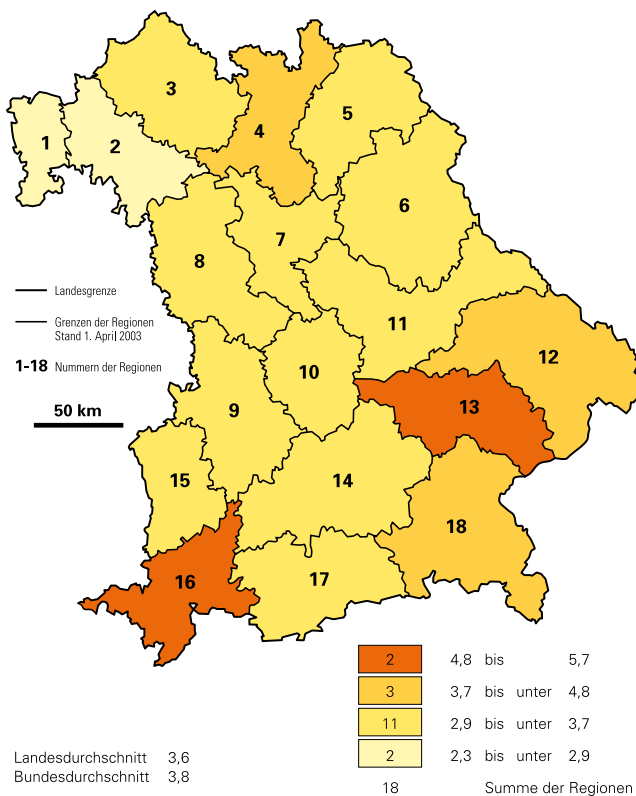 3
4
5
1
2
6
7
8
Landesgrenze
Grenzen der Regionen
Stand 1. April 2003
1-18 Nummern der Regionen
11
12
10
50 km
9
13
15
14
18
16
17
2 4,8 bis 5,7
3 3,7 bis unter 4,8
11 2,9 bis unter 3,7
2 2,3 bis unter 2,9
18 Summe der Regionen
Landesdurchschnitt 3,6
Bundesdurchschnitt 3,8